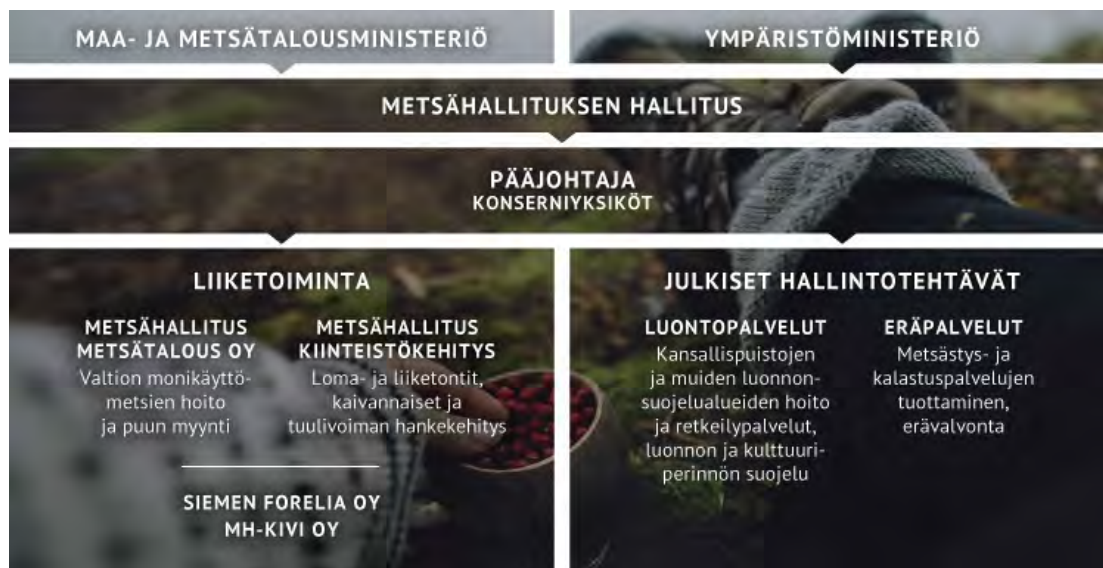 MAA- JA METSÄTALOUSMINISTERIÖ
YMPÄRISTÖMINISTERIÖ
METSÄHALLITUKSEN HALLITUS
PÄÄJOHTAJA
KONSERNIYKSIKÖT
LIIKETOIMINTA
METSÄHALLITUS
METSÄTALOUS OY
Valtion monikäyttö-
metsien hoito
ja puun myynti
METSÄHALLITUS
KIINTEISTÖKEHITYS
Loma- ja liiketontit,
kaivannaiset ja
tuulivoiman hankekehitys
SIEMEN FORELIA OY
MH-KIVI OY
JULKISET HALLINTOTEHTÄVÄT
LUONTOPALVELUT
Kansallispuistojen
ja muiden luonnon-
suojelualueiden hoito
ja retkeilypalvelut,
luonnon ja kulttuuri-
perinnön suojelu
ERÄPALVELUT
Metsästys- ja
kalastuspalvelujen
tuottaminen,
erävalvonta